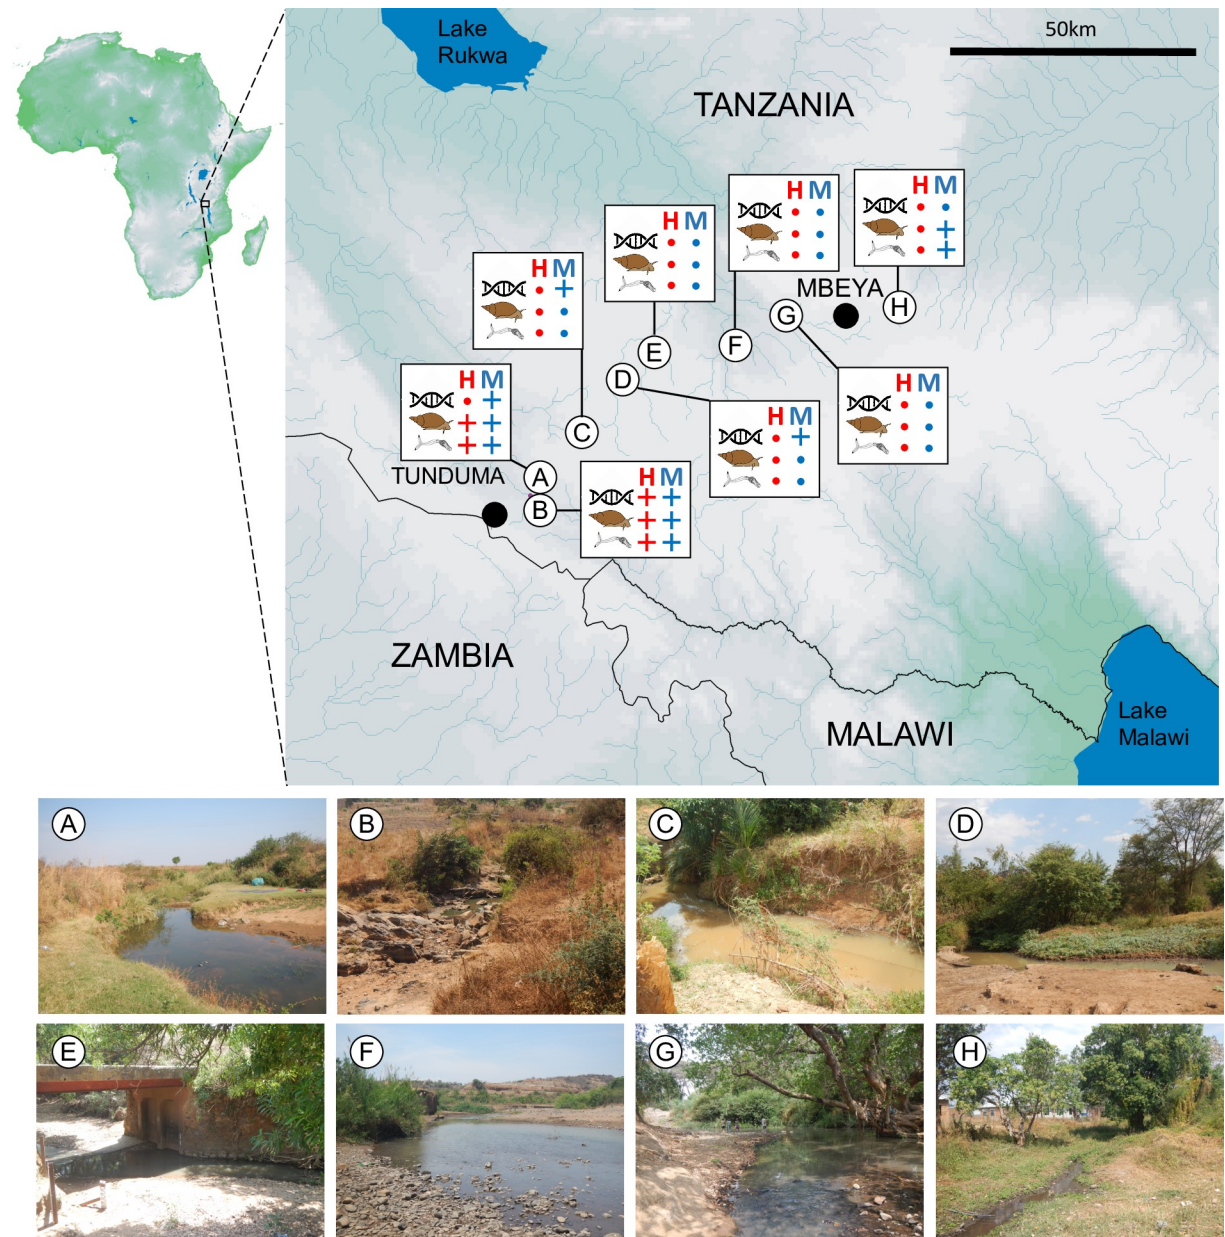 Lake
Rukwa
50km
TANZANIA
H M
H M
H M
H M
MBEYA
G
H
E
F
H M
D
H M
H M
C
H M
TUNDUMA
A
H M
B
ZAMBIA
MALAWI
Lake
Malawi
A
B
C
D
E
F
G
H